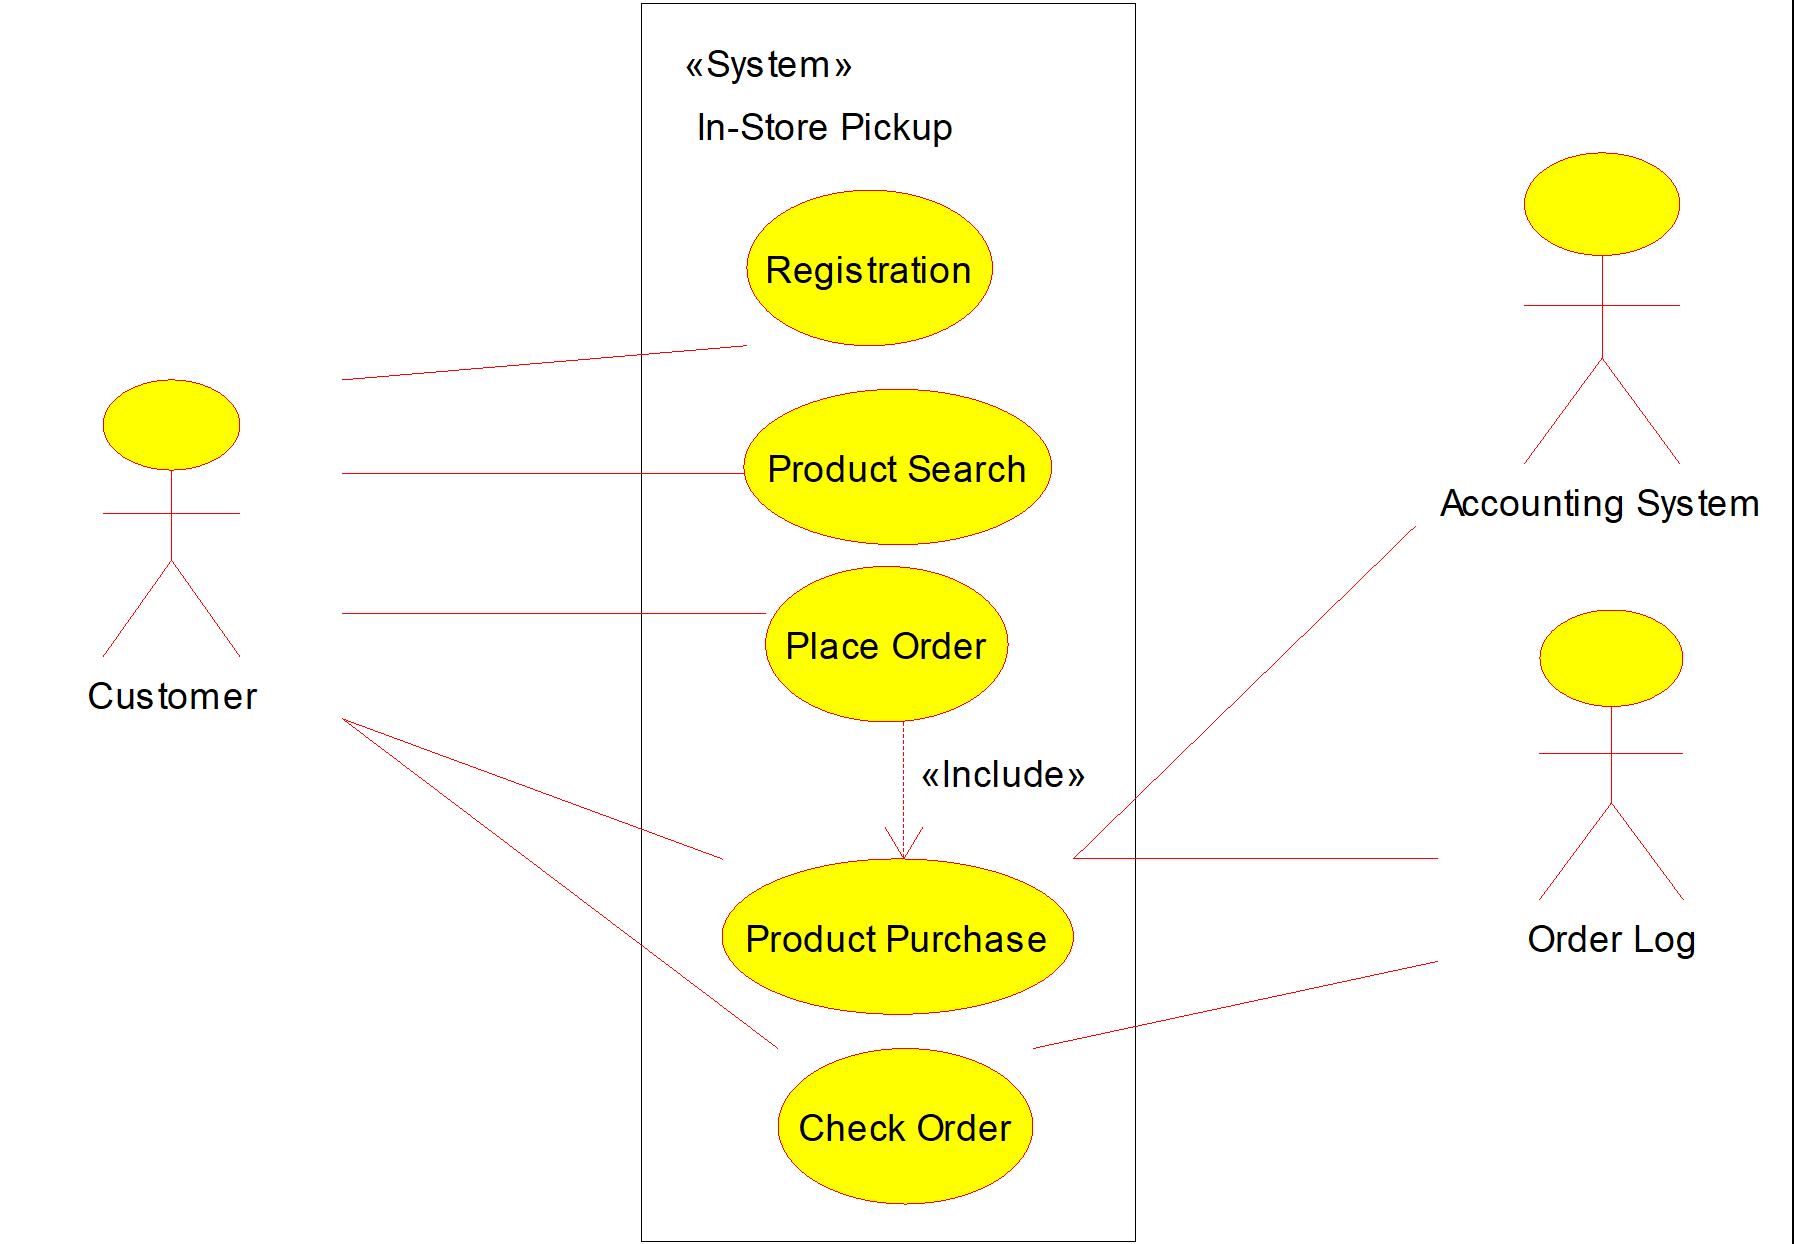 «System»
In-Store Pickup
Registration
Product Search
Place Order
«Include»
Product Purchase
Check Order
Customer
Accounting System
Order Log